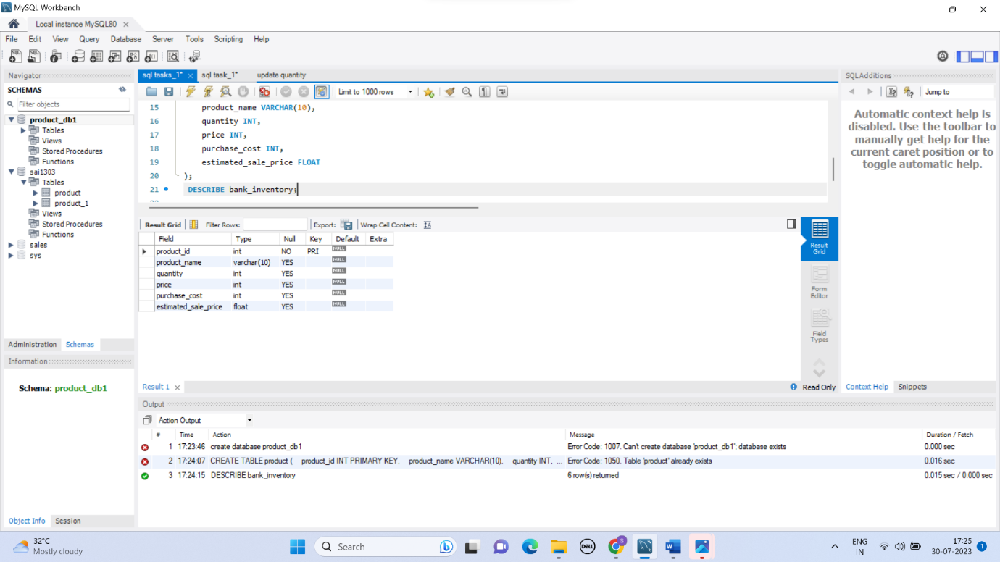 MySQL Workbench
Local instance MySQL80
File Edit View Query Database Server Tools Scripting Help
Navigator
SCHEMAS
Filter objects
product_db1
Tables
Views
Stored Procedures
Functions
sai1303
Tables
product
product_1
Views
Stored Procedures
Functions
sales
sys
Administration Schemas
Information
Schema: product_db1
Object Info Session
sql tasks_1* sql task_1* update quantity
Limit to 1000 rows
15 product_name VARCHAR(10),
16 quantity INT,
17 price INT,
18 purchase_cost INT,
19 estimated_sale_price FLOAT
20 );
21 DESCRIBE bank_inventory;
Result Grid Filter Rows: Export: Wrap Cell Content:
Field Type Null Key Default Extra
product_id int NO PRI NULL
product_name varchar(10) YES NULL
quantity int YES NULL
price int YES NULL
purchase_cost int YES NULL
estimated_sale_price float YES NULL
Result Grid
Form Editor
Field Types
Result 1
Read Only
Output
Action Output
# Time Action Message Duration / Fetch
1 17:23:46 create database product_db1 Error Code: 1007. Can't create database 'product_db1'; database exists 0.000 sec
2 17:24:07 CREATE TABLE product ( product_id INT PRIMARY KEY, product_name VARCHAR(10), quantity INT, ... Error Code: 1050. Table 'product' already exists 0.016 sec
3 17:24:15 DESCRIBE bank_inventory 6 row(s) returned 0.015 sec / 0.000 sec
SQLAdditions
Jump to
Automatic context help is
disabled. Use the toolbar to
manually get help for the
current caret position or to
toggle automatic help.
Context Help Snippets
32°C
Mostly cloudy
Search
DELL
S
ENG
IN
17:25
30-07-2023
1